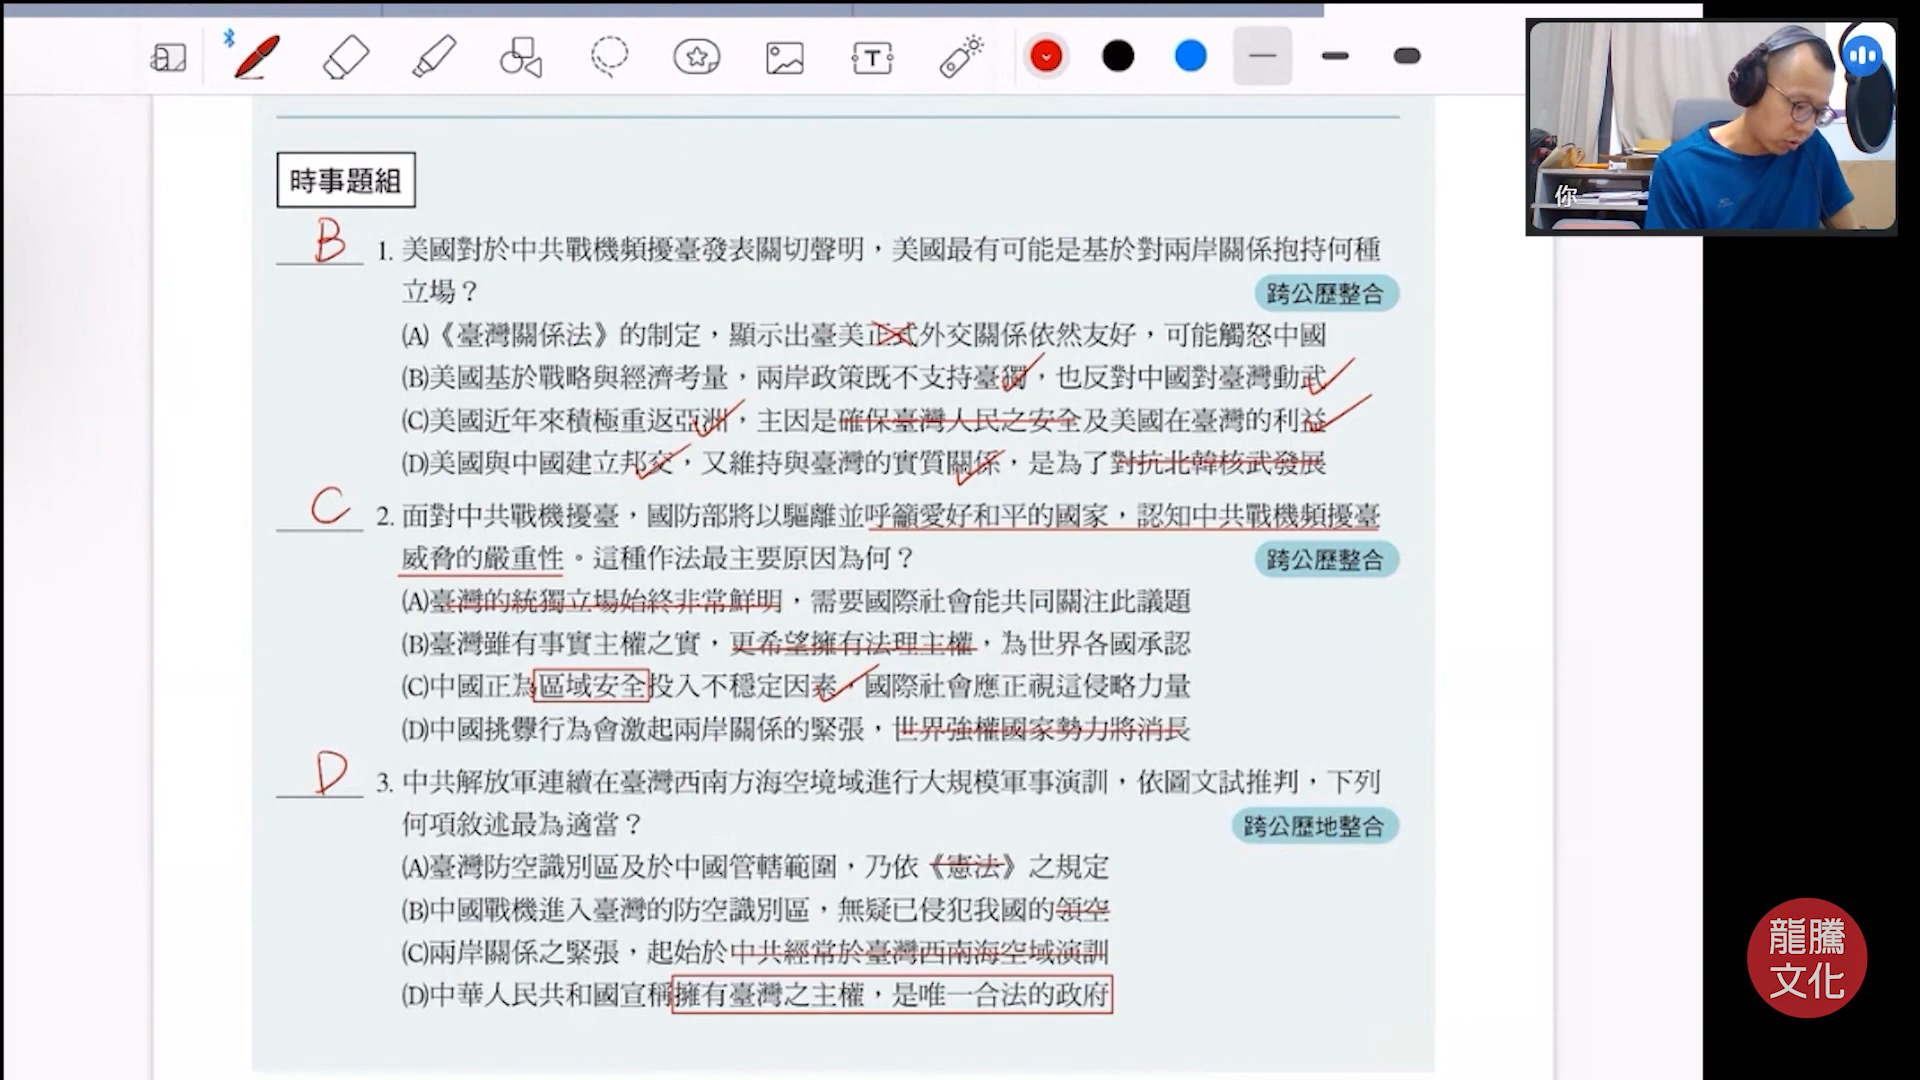 時事題組
B 1. 美國對於中共戰機頻擾臺發表關切聲明，美國最有可能是基於對兩岸關係抱持何種
立場？ 跨公歷整合
(A)《臺灣關係法》的制定，顯示出臺美正式外交關係依然友好，可能觸怒中國
(B)美國基於戰略與經濟考量，兩岸政策既不支持臺獨，也反對中國對臺灣動武
(C)美國近年來積極重返亞洲，主因是確保臺灣人民之安全及美國在臺灣的利益
(D)美國與中國建立邦交，又維持與臺灣的實質關係，是為了對抗北韓核武發展
C 2. 面對中共戰機擾臺，國防部將以驅離並呼籲愛好和平的國家，認知中共戰機頻擾臺
威脅的嚴重性。這種作法最主要原因為何？ 跨公歷整合
(A)臺灣的統獨立場始終非常鮮明，需要國際社會能共同關注此議題
(B)臺灣雖有事實主權之實，更希望擁有法理主權，為世界各國承認
(C)中國正為區域安全投入不穩定因素，國際社會應正視這侵略力量
(D)中國挑釁行為會激起兩岸關係的緊張，世界強權國家勢力將消長
D 3. 中共解放軍連續在臺灣西南方海空境域進行大規模軍事演訓，依圖文試推判，下列
何項敘述最為適當？ 跨公歷地整合
(A)臺灣防空識別區及於中國管轄範圍，乃依《憲法》之規定
(B)中國戰機進入臺灣的防空識別區，無疑已侵犯我國的領空
(C)兩岸關係之緊張，起始於中共經常於臺灣西南海空域演訓
(D)中華人民共和國宣稱擁有臺灣之主權，是唯一合法的政府
你
龍騰
文化
T